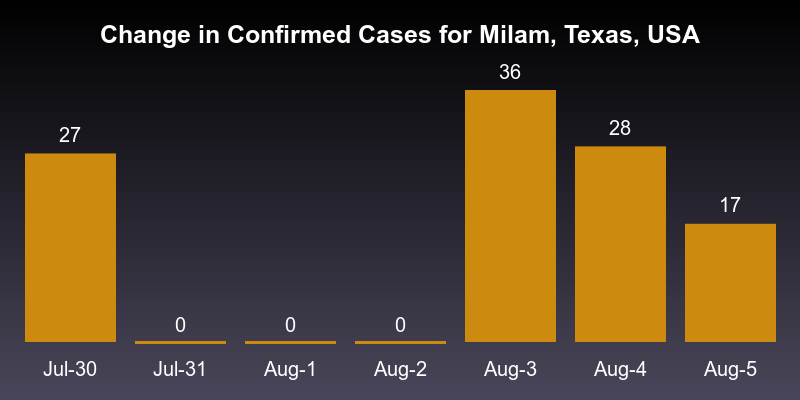 Change in Confirmed Cases for Milam, Texas, USA
36
28
27
17
0 0 0
Jul-30 Jul-31 Aug-1 Aug-2 Aug-3 Aug-4 Aug-5